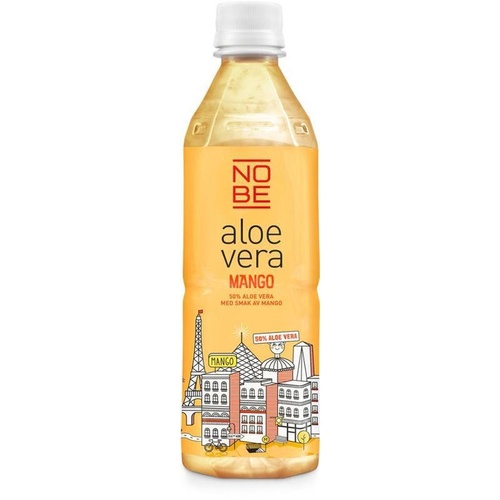 NO
BE
aloe
vera
MANGO
50% ALOE VERA
MED SMAK AV MANGO
50% ALOE VERA
MANGO